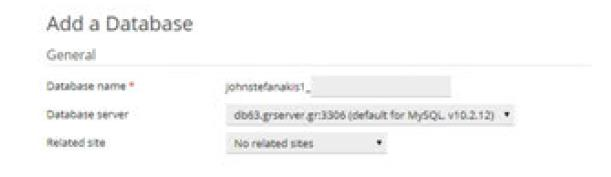 Add a Database
General
Database name *
johnstefanakis1_
Database server
db63.grserver.gr:3306 (default for MySQL, v10.2.12)
Related site
No related sites